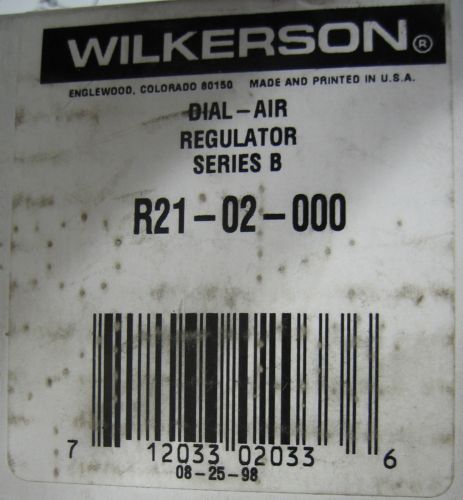 WILKERSON®
ENGLEWOOD, COLORADO 80150 MADE AND PRINTED IN U.S.A.
DIAL-AIR
REGULATOR
SERIES B
R21-02-000
7 12033 02033 6
08-25-98